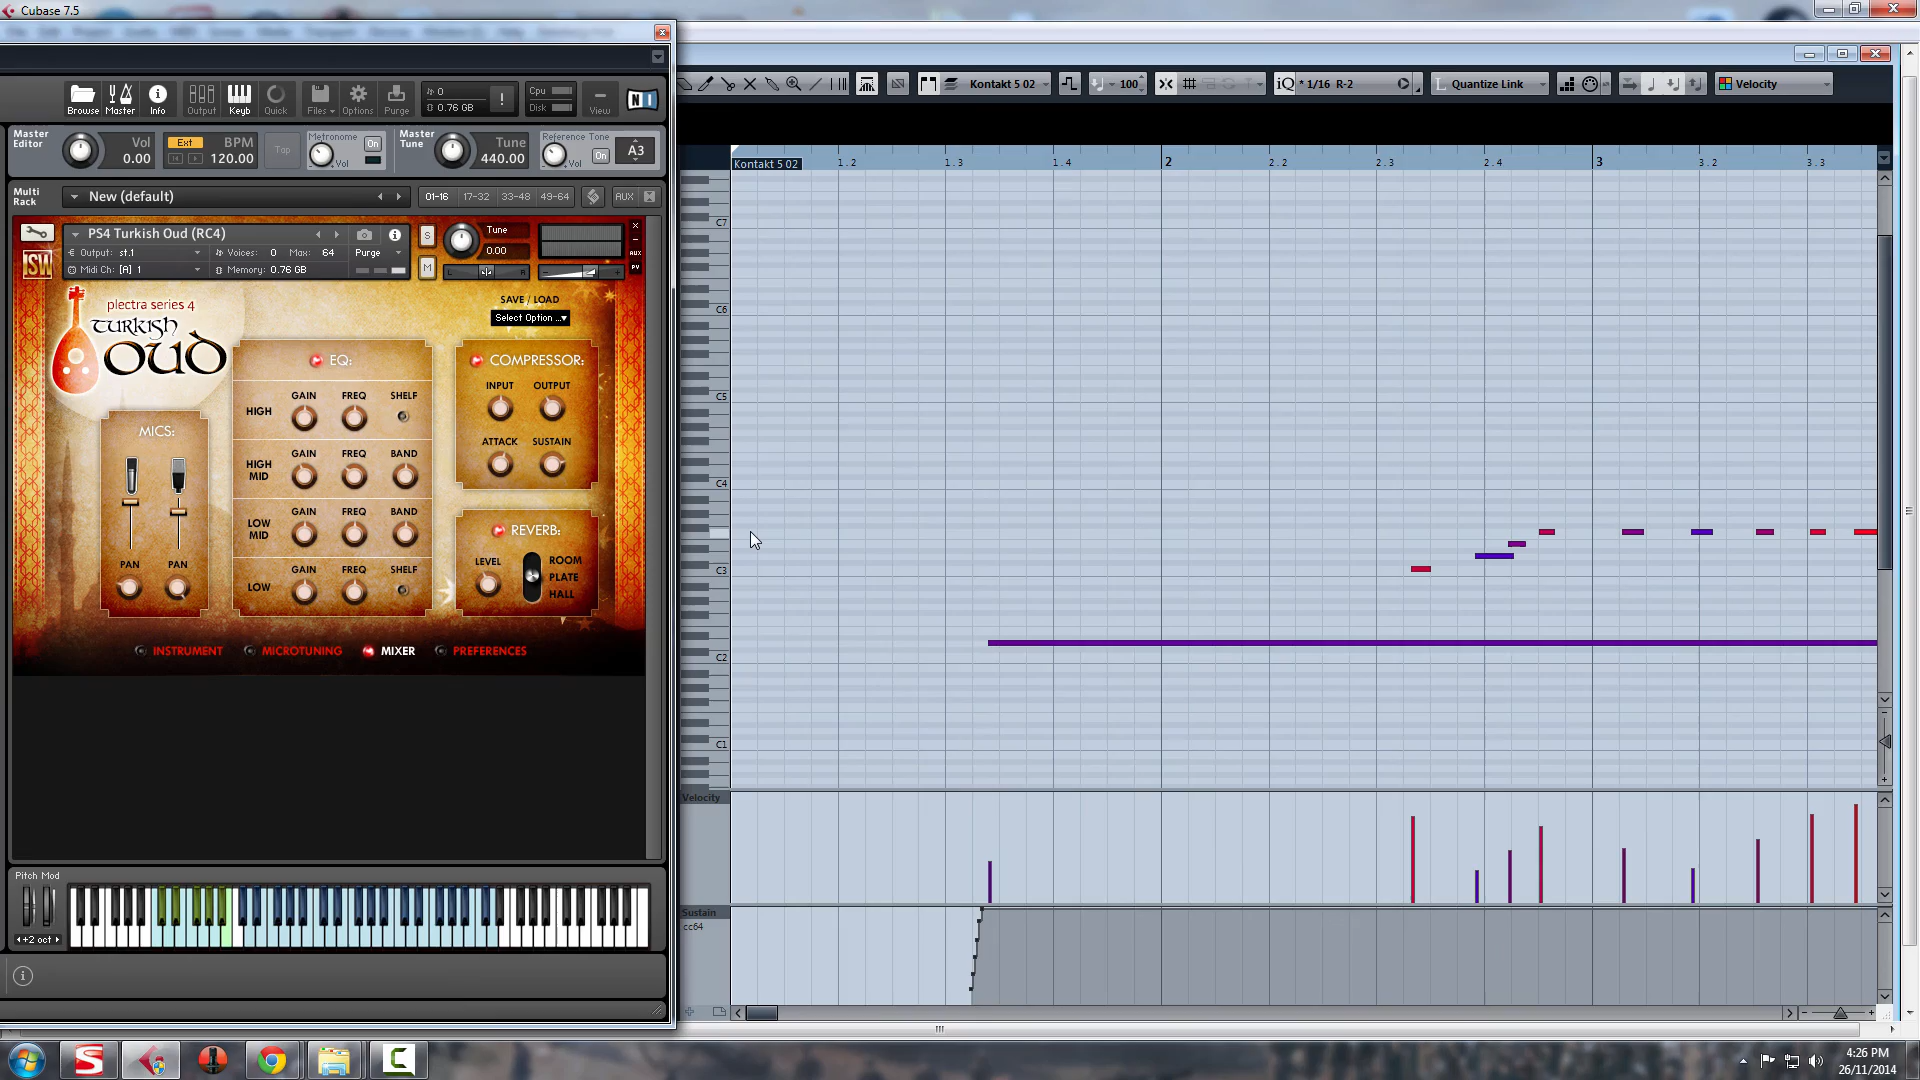 Cubase 7.5
Kontakt 5 02
100
iQ * 1/16 R-2
L Quantize Link
Velocity
Browse Master Info Output Keyb Quick Files Options Purge
0
0.76 GB
!
Cpu
Disk
View
NI
Master Editor
Vol
0.00
Ext BPM
120.00
Tap
Metronome On
Vol
Master Tune
Tune
440.00
Reference Tone
Vol On
A3
Multi Rack
New (default)
01-16 17-32 33-48 49-64
AUX
PS4 Turkish Oud (RC4)
Output: st.1
Voices: 0 Max: 64
Purge
Midi Ch: [A] 1
Memory: 0.76 GB
S
M
Tune
0.00
L R
AUX
PV
ISW
plectra series 4
TURKISH
OUD
SAVE / LOAD
Select Option ...
MICS:
PAN PAN
EQ:
GAIN FREQ SHELF
HIGH
GAIN FREQ BAND
HIGH MID
GAIN FREQ BAND
LOW MID
GAIN FREQ SHELF
LOW
COMPRESSOR:
INPUT OUTPUT
ATTACK SUSTAIN
REVERB:
LEVEL
ROOM
PLATE
HALL
INSTRUMENT MICROTUNING MIXER PREFERENCES
Pitch Mod
+2 oct
Kontakt 5 02
1.2 1.3 1.4 2 2.2 2.3 2.4 3 3.2 3.3
C7
C6
C5
C4
C3
C2
C1
Velocity
Sustain
cc64
4:26 PM
26/11/2014